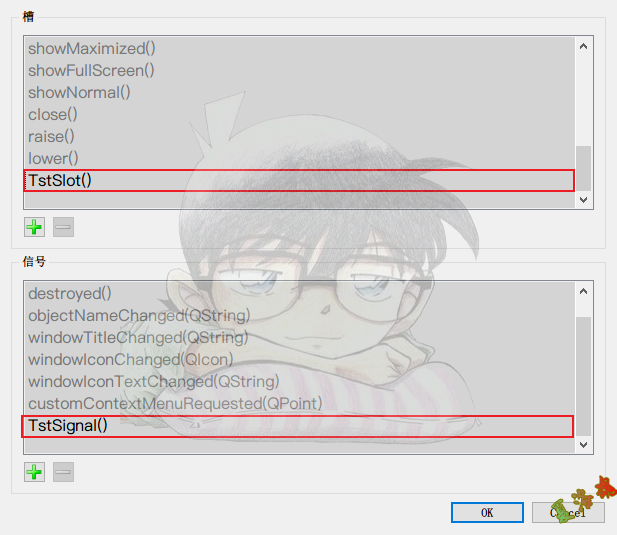 槽
showMaximized()
showFullScreen()
showNormal()
close()
raise()
lower()
TstSlot()
信号
destroyed()
objectNameChanged(QString)
windowTitleChanged(QString)
windowIconChanged(QIcon)
windowIconTextChanged(QString)
customContextMenuRequested(QPoint)
TstSignal()
OK
Cancel